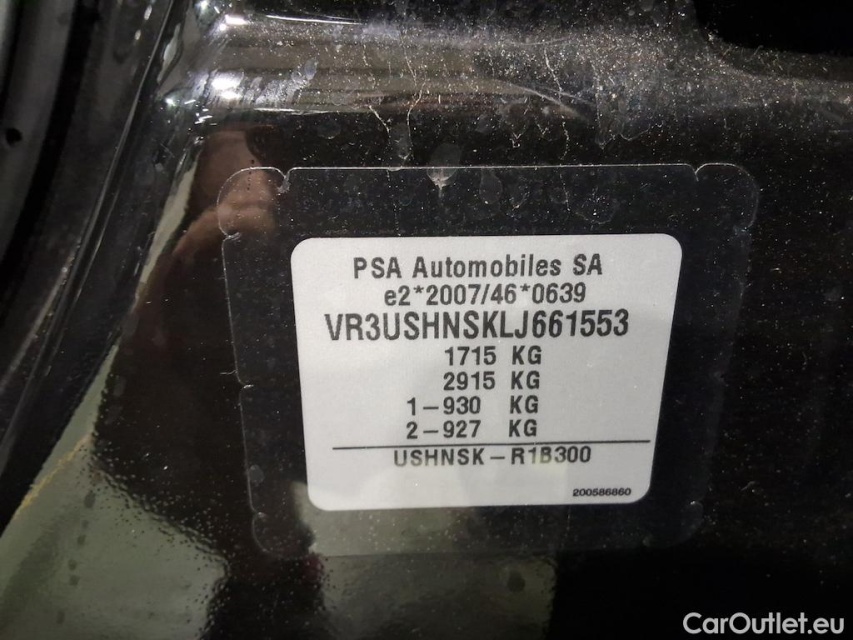 PSA Automobiles SA
e2*2007/46*0639
VR3USHNSKLJ661553
1715 KG
2915 KG
1-930 KG
2-927 KG
USHNSK-R1B300
200586860
CarOutlet.eu